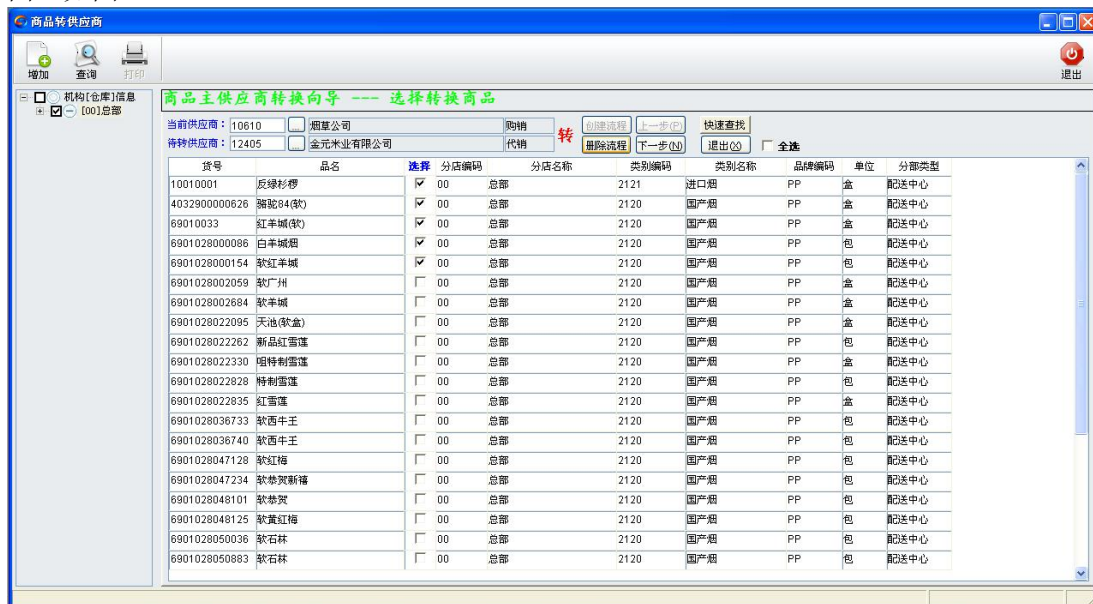 商品转供应商
增加 查询 打印 退出
机构[仓库]信息
[00]总部
商品主供应商转换向导 --- 选择转换商品
当前供应商: 10610 ... 烟草公司 购销 转 创建流程 上一步(P) 快速查找
待转供应商: 12405 ... 金元米业有限公司 代销 删除流程 下一步(N) 退出(X) 全选
货号 品名 选择 分店编码 分店名称 类别编码 类别名称 品牌编码 单位 分部类型
10010001 反绿杉椤 00 总部 2121 进口烟 PP 盒 配送中心
4032900000626 骆驼84(软) 00 总部 2120 国产烟 PP 盒 配送中心
69010033 红羊城(软) 00 总部 2120 国产烟 PP 盒 配送中心
6901028000086 白羊城烟 00 总部 2120 国产烟 PP 包 配送中心
6901028000154 软红羊城 00 总部 2120 国产烟 PP 包 配送中心
6901028002059 软广州 00 总部 2120 国产烟 PP 盒 配送中心
6901028002684 软羊城 00 总部 2120 国产烟 PP 盒 配送中心
6901028022095 天池(软盒) 00 总部 2120 国产烟 PP 盒 配送中心
6901028022262 新品红雪莲 00 总部 2120 国产烟 PP 包 配送中心
6901028022330 咀特制雪莲 00 总部 2120 国产烟 PP 盒 配送中心
6901028022828 特制雪莲 00 总部 2120 国产烟 PP 包 配送中心
6901028022835 红雪莲 00 总部 2120 国产烟 PP 盒 配送中心
6901028036733 软西牛王 00 总部 2120 国产烟 PP 包 配送中心
6901028036740 软西牛王 00 总部 2120 国产烟 PP 包 配送中心
6901028047128 软红梅 00 总部 2120 国产烟 PP 包 配送中心
6901028047234 软恭贺新禧 00 总部 2120 国产烟 PP 包 配送中心
6901028048101 软恭贺 00 总部 2120 国产烟 PP 包 配送中心
6901028048125 软黄红梅 00 总部 2120 国产烟 PP 包 配送中心
6901028050036 软石林 00 总部 2120 国产烟 PP 包 配送中心
6901028050883 软石林 00 总部 2120 国产烟 PP 包 配送中心